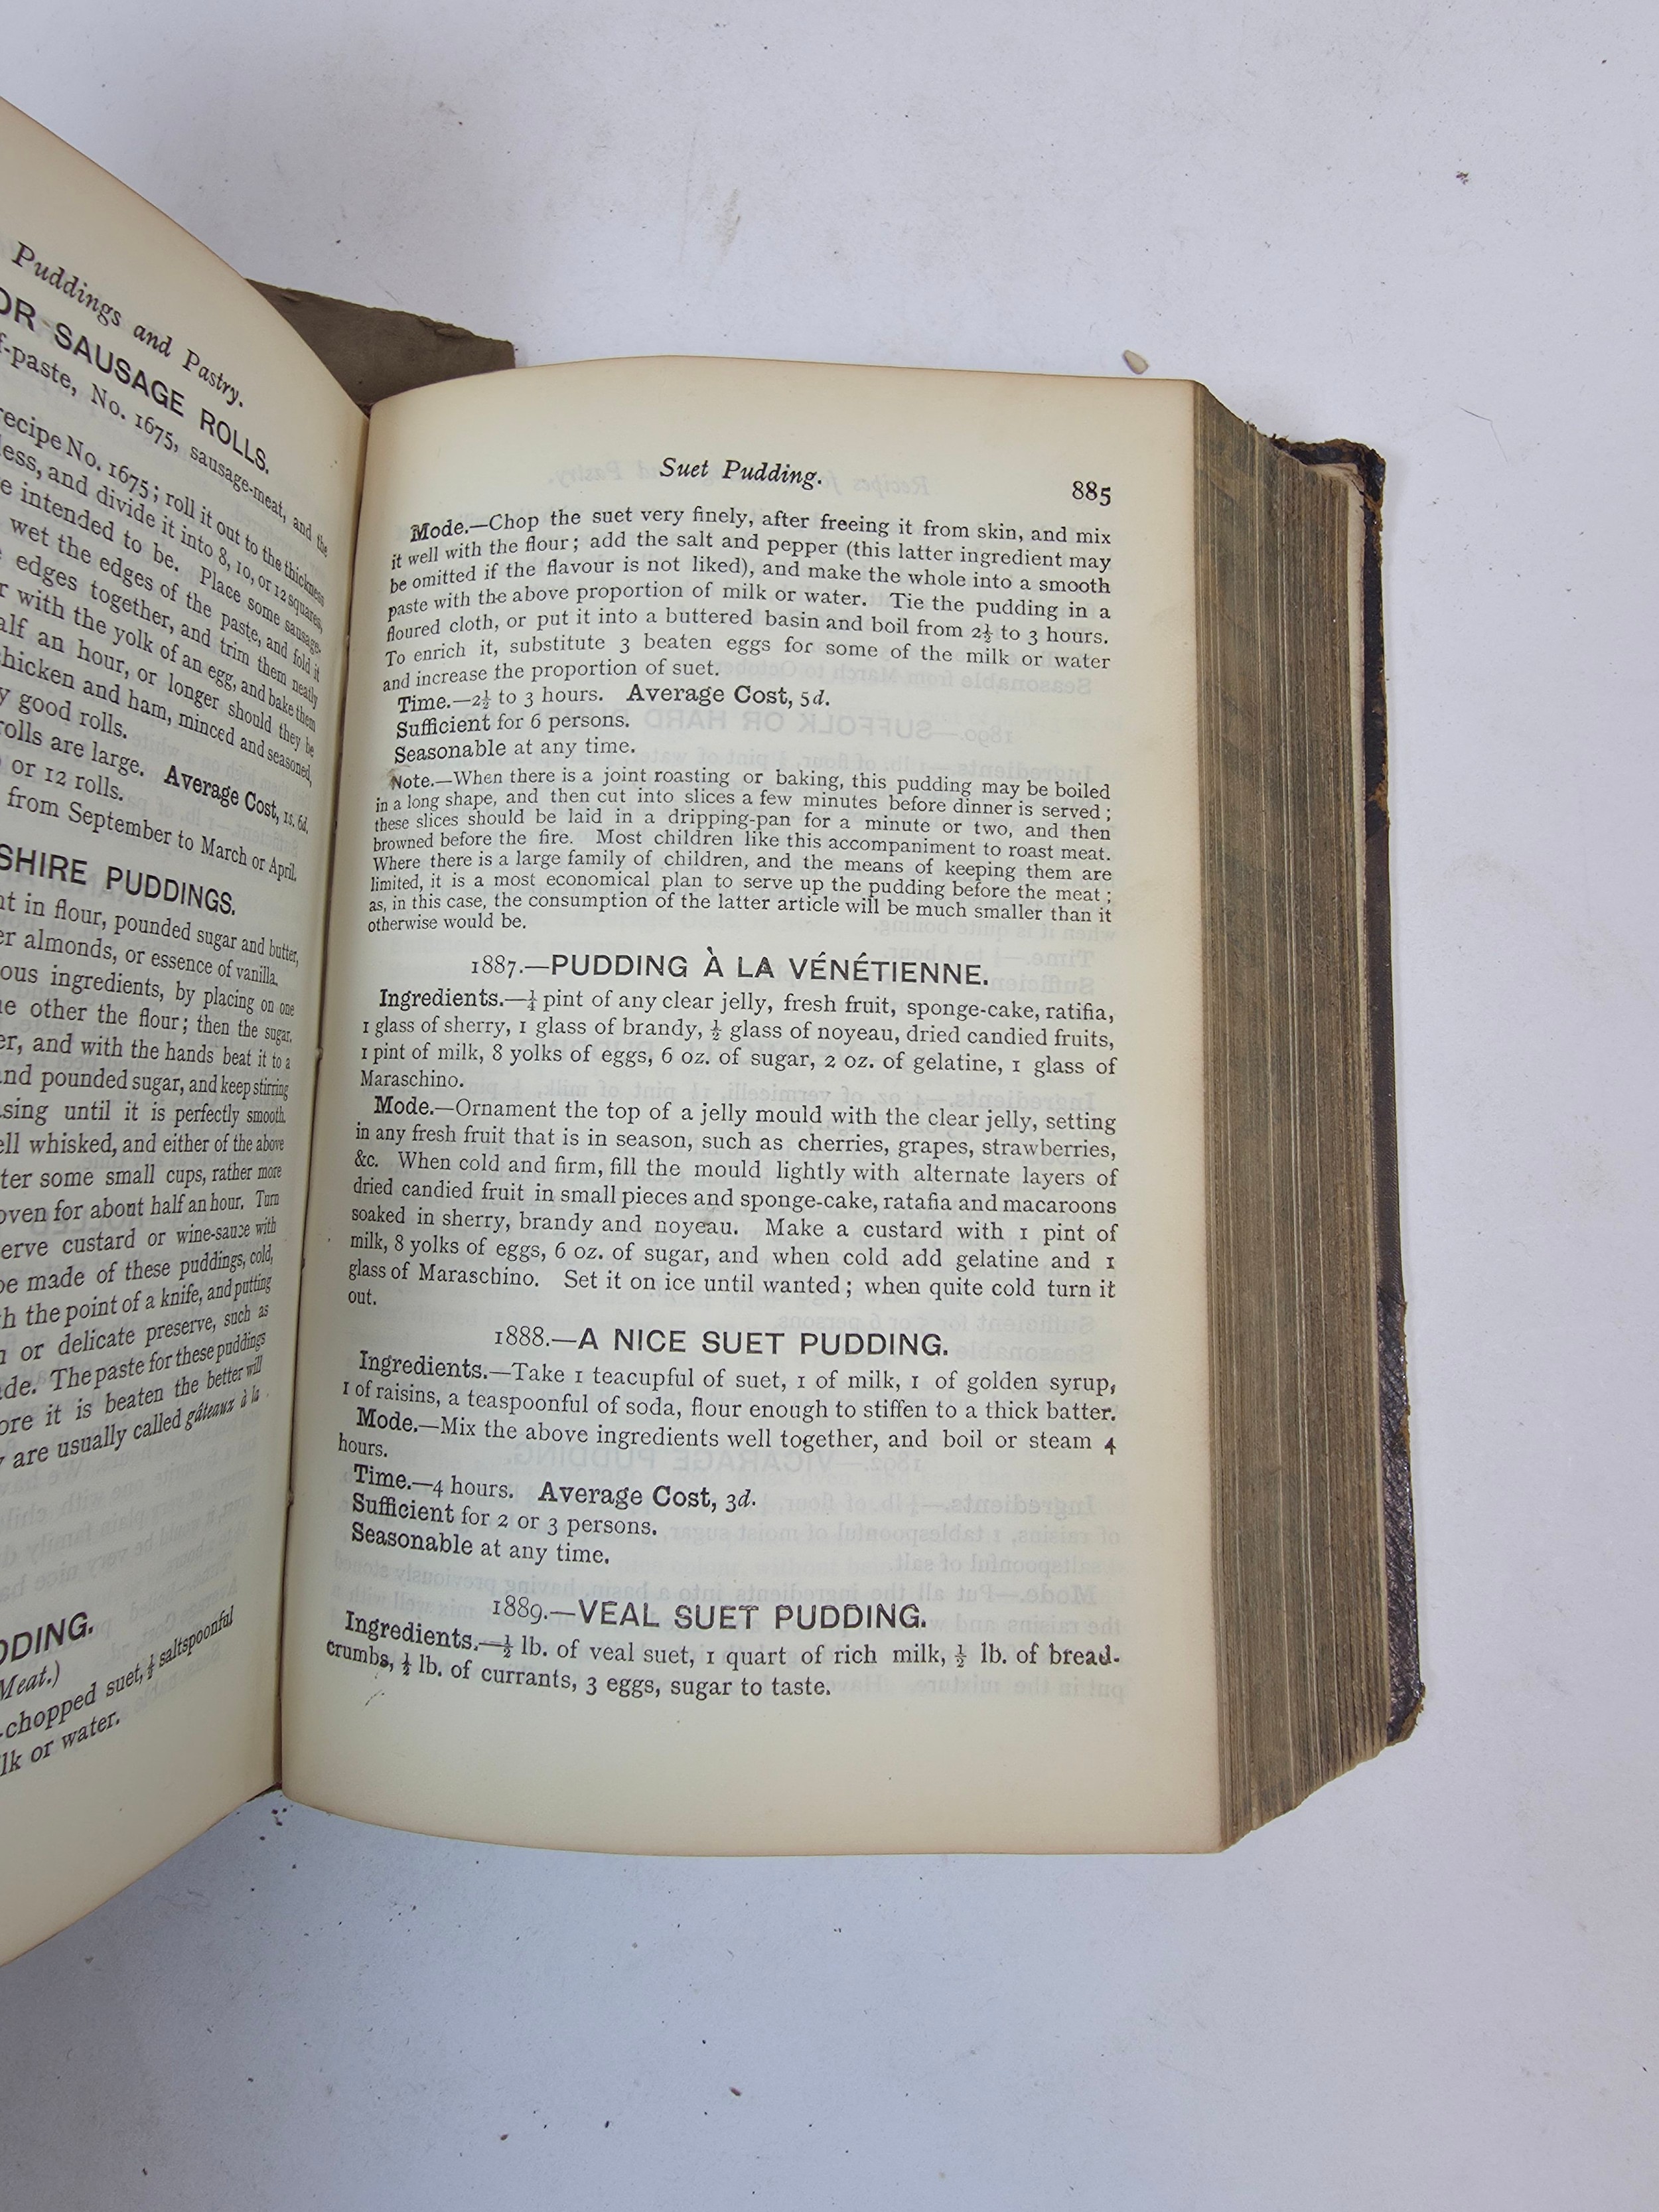 Puddings and Pastry.
OR SAUSAGE ROLLS.
-paste, No. 1675, sausage-meat, and the
recipe No. 1675; roll it out to the thickness
less, and divide it into 8, 10, or 12 squares,
e intended to be. Place some sausage-
wet the edges of the paste, and fold it
edges together, and trim them neatly
r with the yolk of an egg, and bake them
alf an hour, or longer should they be
chicken and ham, minced and seasoned,
y good rolls.
rolls are large. Average Cost, 1s. 6d.
or 12 rolls.
from September to March or April.
SHIRE PUDDINGS.
ht in flour, pounded sugar and butter,
er almonds, or essence of vanilla.
ous ingredients, by placing on one
he other the flour; then the sugar,
er, and with the hands beat it to a
and pounded sugar, and keep stirring
sing until it is perfectly smooth.
ell whisked, and either of the above
ter some small cups, rather more
oven for about half an hour. Turn
erve custard or wine-sauce with
be made of these puddings, cold,
h the point of a knife, and putting
or delicate preserve, such as
de. The paste for these puddings
ore it is beaten the better will
y are usually called gâteaux à la
DDING.
Meat.)
-chopped suet, ½ saltspoonful
lk or water.
Suet Pudding. 885
Mode.—Chop the suet very finely, after freeing it from skin, and mix
it well with the flour; add the salt and pepper (this latter ingredient may
be omitted if the flavour is not liked), and make the whole into a smooth
paste with the above proportion of milk or water. Tie the pudding in a
floured cloth, or put it into a buttered basin and boil from 2½ to 3 hours.
To enrich it, substitute 3 beaten eggs for some of the milk or water
and increase the proportion of suet.
Time.—2½ to 3 hours. Average Cost, 5d.
Sufficient for 6 persons.
Seasonable at any time.
Note.—When there is a joint roasting or baking, this pudding may be boiled
in a long shape, and then cut into slices a few minutes before dinner is served;
these slices should be laid in a dripping-pan for a minute or two, and then
browned before the fire. Most children like this accompaniment to roast meat.
Where there is a large family of children, and the means of keeping them are
limited, it is a most economical plan to serve up the pudding before the meat;
as, in this case, the consumption of the latter article will be much smaller than it
otherwise would be.
1887.—PUDDING À LA VÉNÉTIENNE.
Ingredients.—¼ pint of any clear jelly, fresh fruit, sponge-cake, ratifia,
1 glass of sherry, 1 glass of brandy, ½ glass of noyeau, dried candied fruits,
1 pint of milk, 8 yolks of eggs, 6 oz. of sugar, 2 oz. of gelatine, 1 glass of
Maraschino.
Mode.—Ornament the top of a jelly mould with the clear jelly, setting
in any fresh fruit that is in season, such as cherries, grapes, strawberries,
&c. When cold and firm, fill the mould lightly with alternate layers of
dried candied fruit in small pieces and sponge-cake, ratafia and macaroons
soaked in sherry, brandy and noyeau. Make a custard with 1 pint of
milk, 8 yolks of eggs, 6 oz. of sugar, and when cold add gelatine and 1
glass of Maraschino. Set it on ice until wanted; when quite cold turn it
out.
1888.—A NICE SUET PUDDING.
Ingredients.—Take 1 teacupful of suet, 1 of milk, 1 of golden syrup,
1 of raisins, a teaspoonful of soda, flour enough to stiffen to a thick batter.
Mode.—Mix the above ingredients well together, and boil or steam 4
hours.
Time.—4 hours. Average Cost, 3d.
Sufficient for 2 or 3 persons.
Seasonable at any time.
1889.—VEAL SUET PUDDING.
Ingredients.—½ lb. of veal suet, 1 quart of rich milk, ½ lb. of bread-
crumbs, ½ lb. of currants, 3 eggs, sugar to taste.